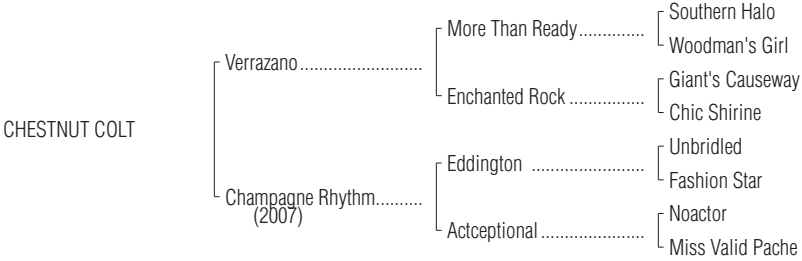 Southern Halo
More Than Ready..............
Woodman's Girl
Verrazano..........................
Giant's Causeway
Enchanted Rock ................
Chic Shirine
CHESTNUT COLT
Unbridled
Eddington ........................
Fashion Star
Champagne Rhythm..........
(2007)
Noactor
Actceptional......................
Miss Valid Pache